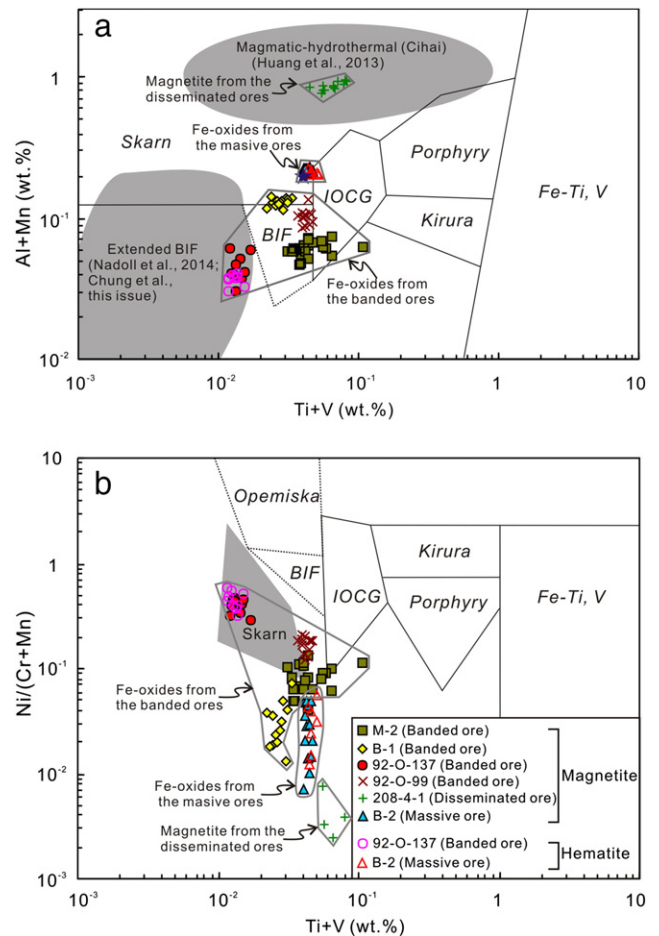 a
10
1
10-1
10-2
10-3
10-2
10-1
1
10
Al+Mn (wt.%)
Ti+V (wt.%)
Magmatic-hydrothermal (Cihai)
(Huang et al., 2013)
Magnetite from the
disseminated ores
Fe-oxides from
the masive ores
Skarn
Porphyry
IOCG
Kirura
Fe-Ti, V
BIF
Extended BIF
(Nadoll et al., 2014;
Chung et al.,
this issue)
Fe-oxides from
the banded ores
b
10
1
10-1
10-2
10-3
10-3
10-2
10-1
1
10
Ni/(Cr+Mn)
Ti+V (wt.%)
Opemiska
BIF
IOCG
Kirura
Porphyry
Fe-Ti, V
Skarn
Fe-oxides from
the banded ores
Fe-oxides from
the masive ores
Magnetite from the
disseminated ores
M-2 (Banded ore)
B-1 (Banded ore)
92-O-137 (Banded ore)
92-O-99 (Banded ore)
208-4-1 (Disseminated ore)
B-2 (Massive ore)
Magnetite
92-O-137 (Banded ore)
B-2 (Massive ore)
Hematite